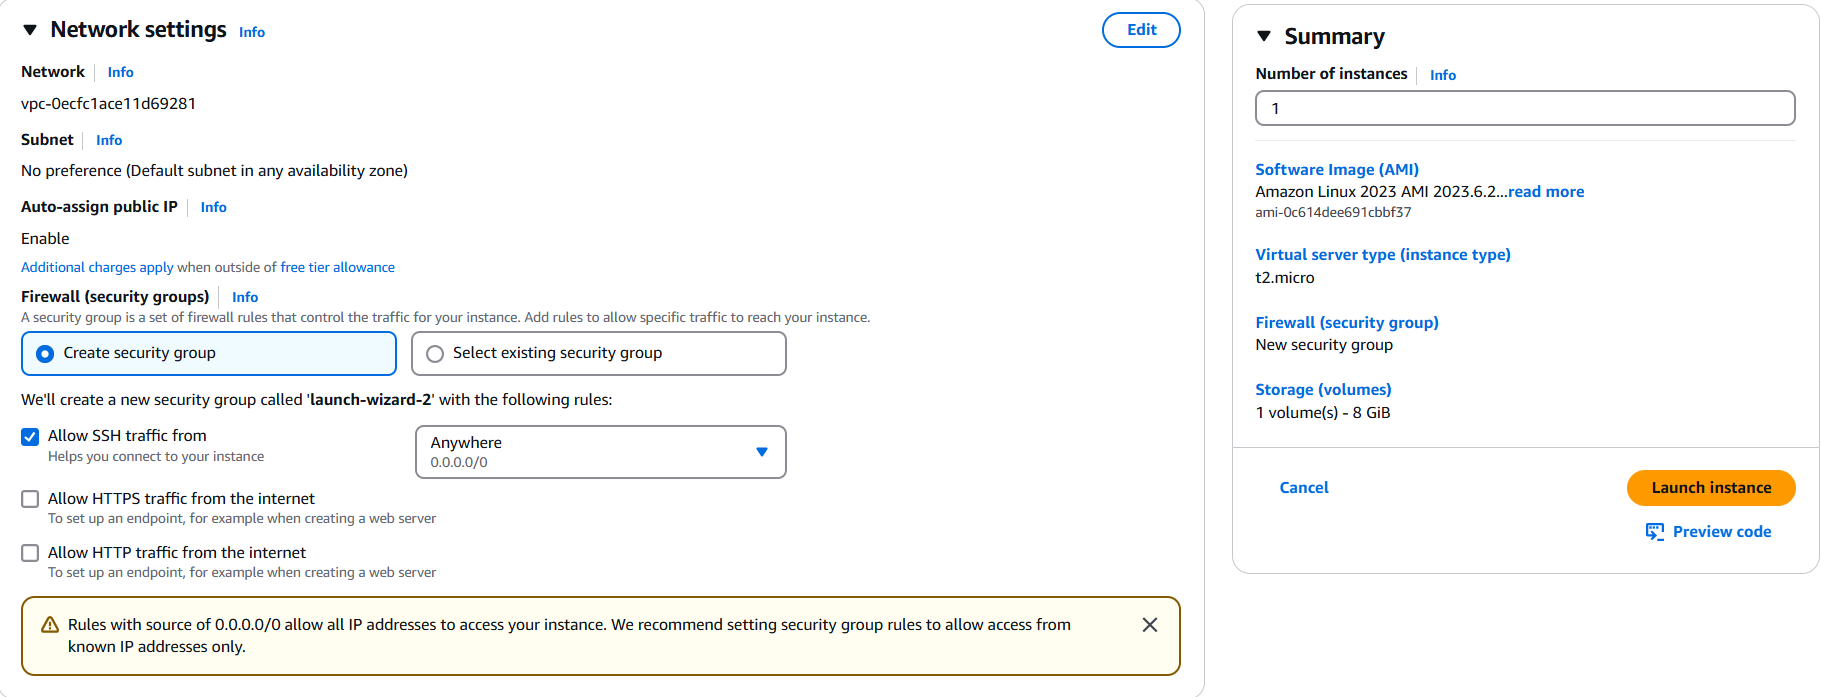 Network settings Info
Edit
Network Info
vpc-0ecfc1ace11d69281
Subnet Info
No preference (Default subnet in any availability zone)
Auto-assign public IP Info
Enable
Additional charges apply when outside of free tier allowance
Firewall (security groups) Info
A security group is a set of firewall rules that control the traffic for your instance. Add rules to allow specific traffic to reach your instance.
Create security group
Select existing security group
We'll create a new security group called 'launch-wizard-2' with the following rules:
Allow SSH traffic from
Helps you connect to your instance
Anywhere
0.0.0.0/0
Allow HTTPS traffic from the internet
To set up an endpoint, for example when creating a web server
Allow HTTP traffic from the internet
To set up an endpoint, for example when creating a web server
Rules with source of 0.0.0.0/0 allow all IP addresses to access your instance. We recommend setting security group rules to allow access from
known IP addresses only.
Summary
Number of instances Info
1
Software Image (AMI)
Amazon Linux 2023 AMI 2023.6.2...read more
ami-0c614dee691cbbf37
Virtual server type (instance type)
t2.micro
Firewall (security group)
New security group
Storage (volumes)
1 volume(s) - 8 GiB
Cancel
Launch instance
Preview code